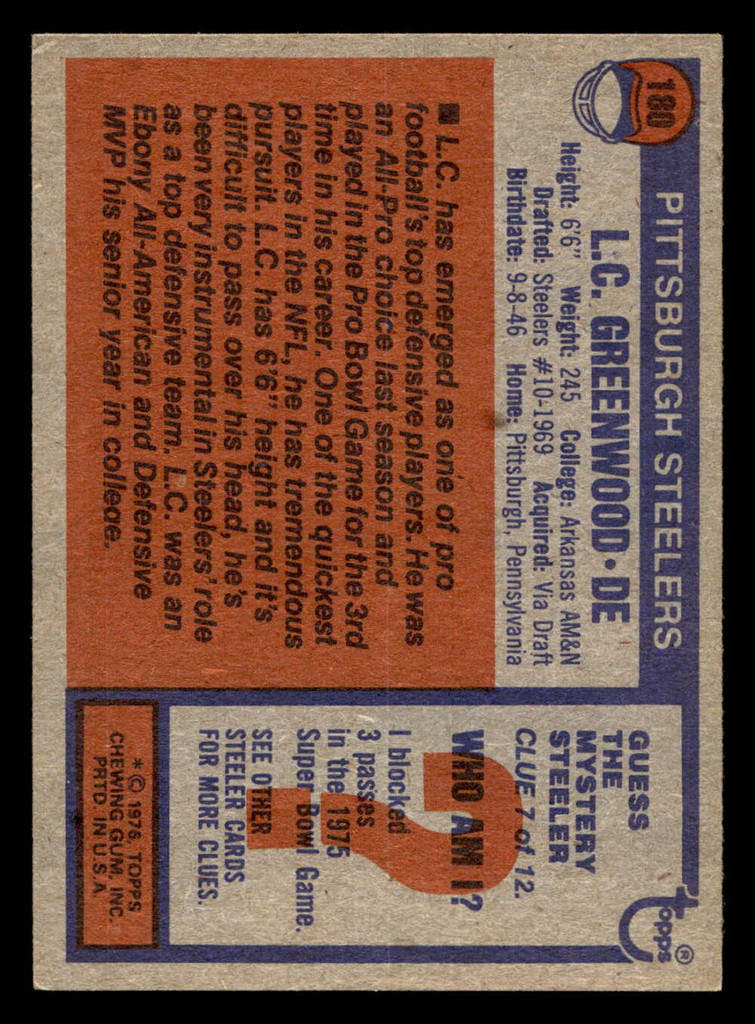 180
PITTSBURGH STEELERS
L.C. GREENWOOD • DE
Height: 6'6" Weight: 245 College: Arkansas AM&N
Drafted: Steelers #10-1969 Acquired: Via Draft
Birthdate: 9-8-46 Home: Pittsburgh, Pennsylvania
■ L.C. has emerged as one of pro
football's top defensive players. He was
an All-Pro choice last season and
played in the Pro Bowl Game for the 3rd
time in his career. One of the quickest
players in the NFL, he has tremendous
pursuit. L.C. has 6'6" height and it's
difficult to pass over his head, he's
been very instrumental in Steelers' role
as a top defensive team. L.C. was an
Ebony All-American and Defensive
MVP his senior year in college.
topps®
GUESS
THE
MYSTERY
STEELER
CLUE 7 of 12.
WHO AM I?
I blocked
3 passes
in the 1975
Super Bowl Game.
SEE OTHER
STEELER CARDS
FOR MORE CLUES.
?
* © 1976, TOPPS
CHEWING GUM, INC.
PRTD. IN U.S.A.